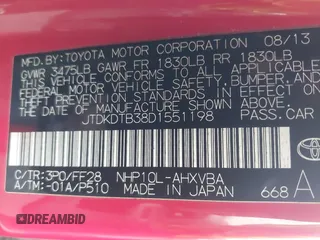 MFD.BY:TOYOTA MOTOR CORPORATION 08/13
GVWR 3475LB GAWR FR 1830LB RR 1830LB
THIS VEHICLE CONFORMS TO ALL APPLICABLE
FEDERAL MOTOR VEHICLE SAFETY, BUMPER, AND
THEFT PREVENTION STANDARDS IN EFFECT ON
THE DATE OF MANUFACTURE SHOWN ABOVE.
JTDKDTB38D1551198 PASS.CAR
C/TR:3P0/FF28 NHP10L-AHXVBA
A/TM:-01A/P510 MADE IN JAPAN 668 A
DREAMBID